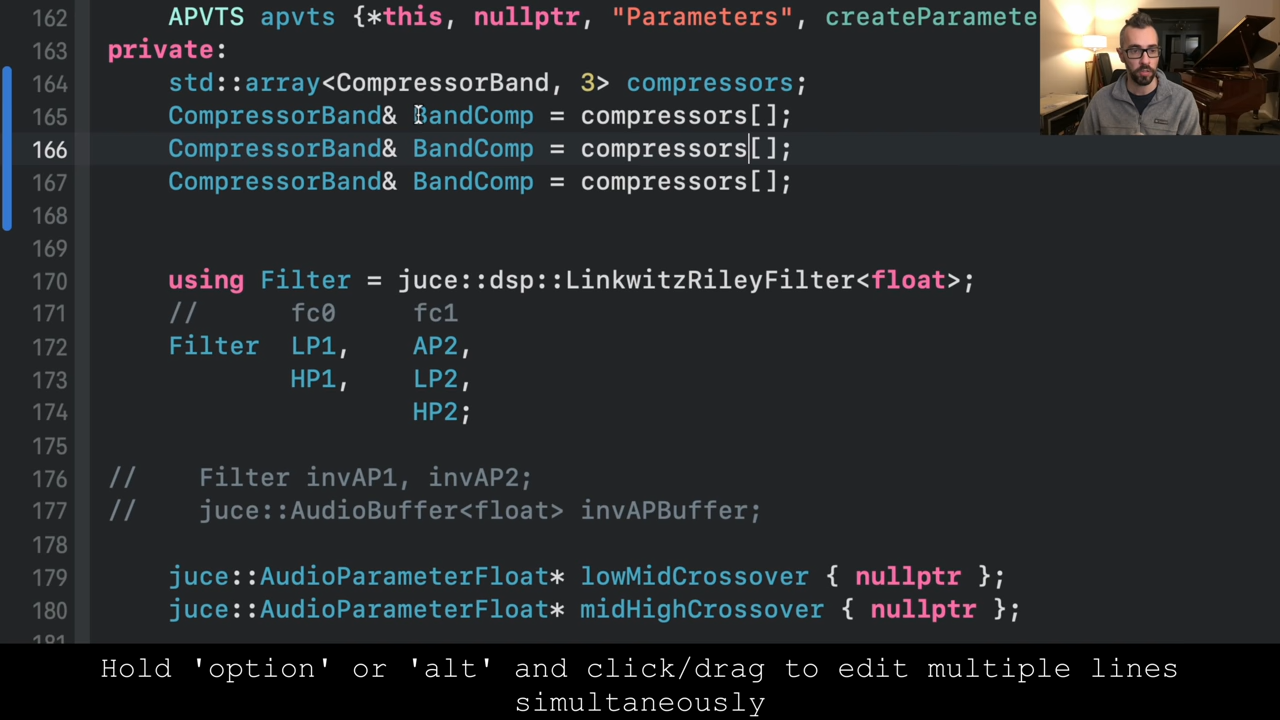 162 APVTS apvts {*this, nullptr, "Parameters", createParamete
163 private:
164 std::array<CompressorBand, 3> compressors;
165 CompressorBand& BandComp = compressors[];
166 CompressorBand& BandComp = compressors[];
167 CompressorBand& BandComp = compressors[];
168
169
170 using Filter = juce::dsp::LinkwitzRileyFilter<float>;
171 // fc0 fc1
172 Filter LP1, AP2,
173 HP1, LP2,
174 HP2;
175
176 // Filter invAP1, invAP2;
177 // juce::AudioBuffer<float> invAPBuffer;
178
179 juce::AudioParameterFloat* lowMidCrossover { nullptr };
180 juce::AudioParameterFloat* midHighCrossover { nullptr };
181
Hold 'option' or 'alt' and click/drag to edit multiple lines
simultaneously